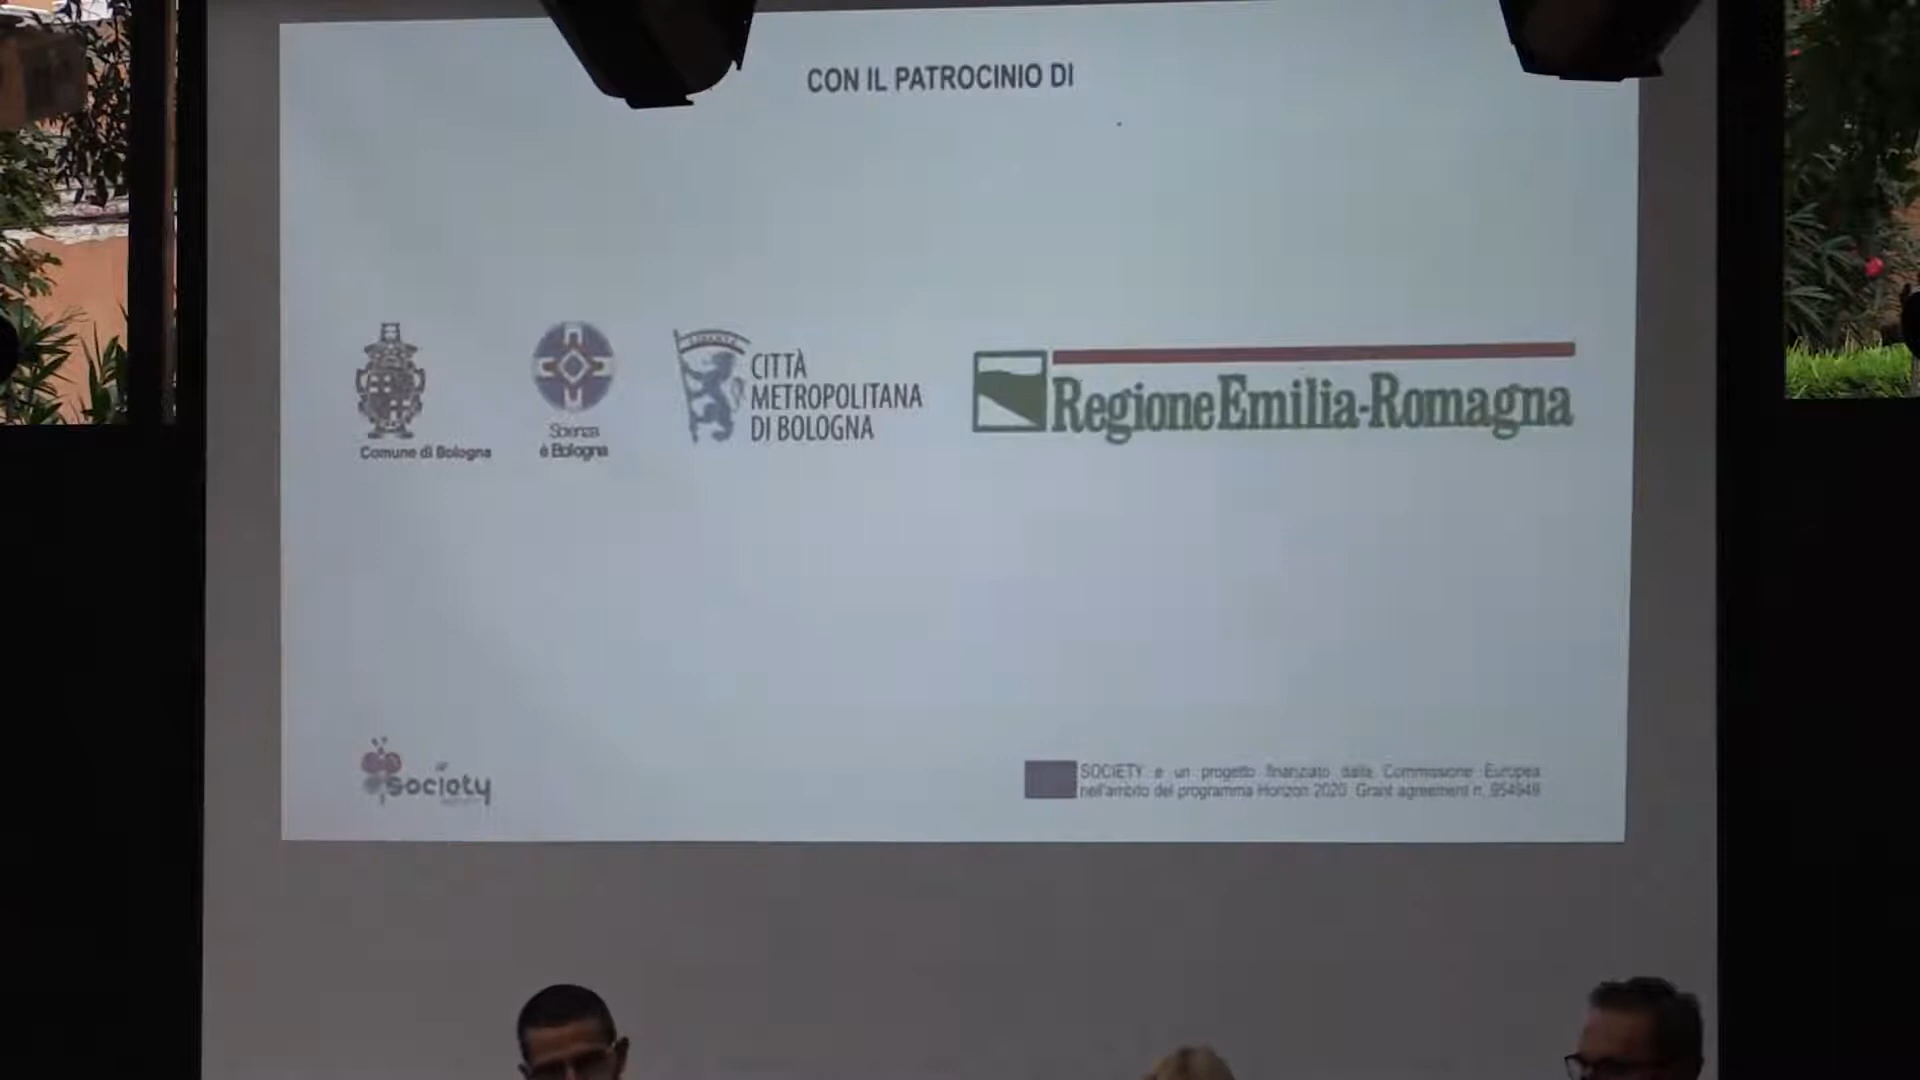 CON IL PATROCINIO DI
Comune di Bologna
Scienza
è Bologna
CITTÀ
METROPOLITANA
DI BOLOGNA
RegioneEmilia-Romagna
society
SOCIETY è un progetto finanziato dalla Commissione Europea
nell'ambito del programma Horizon 2020 Grant agreement n. 954949